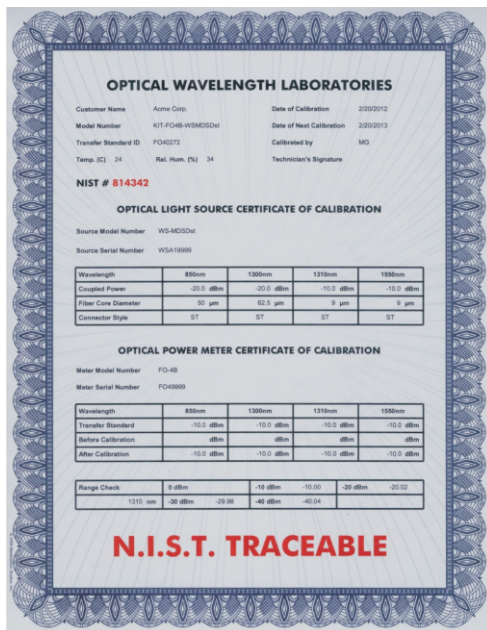 OPTICAL WAVELENGTH LABORATORIES
Customer Name Acme Corp. Date of Calibration 2/20/2012
Model Number KIT-FO4B-WSMDSDst Date of Next Calibration 2/20/2013
Transfer Standard ID FO40272 Calibrated by MG
Temp. (C) 24 Rel. Hum. (%) 34 Technician's Signature
NIST # 814342
OPTICAL LIGHT SOURCE CERTIFICATE OF CALIBRATION
Source Model Number WS-MDSDst
Source Serial Number WSA19999
Wavelength 850nm 1300nm 1310nm 1550nm
Coupled Power -20.0 dBm -20.0 dBm -10.0 dBm -10.0 dBm
Fiber Core Diameter 50 µm 62.5 µm 9 µm 9 µm
Connector Style ST ST ST ST
OPTICAL POWER METER CERTIFICATE OF CALIBRATION
Meter Model Number FO-4B
Meter Serial Number FO49999
Wavelength 850nm 1300nm 1310nm 1550nm
Transfer Standard -10.0 dBm -10.0 dBm -10.0 dBm -10.0 dBm
Before Calibration dBm dBm dBm dBm
After Calibration -10.0 dBm -10.0 dBm -10.0 dBm -10.0 dBm
Range Check 0 dBm -10 dBm -10.00 -20 dBm -20.02
1310 nm -30 dBm -29.98 -40 dBm -40.04
N.I.S.T. TRACEABLE